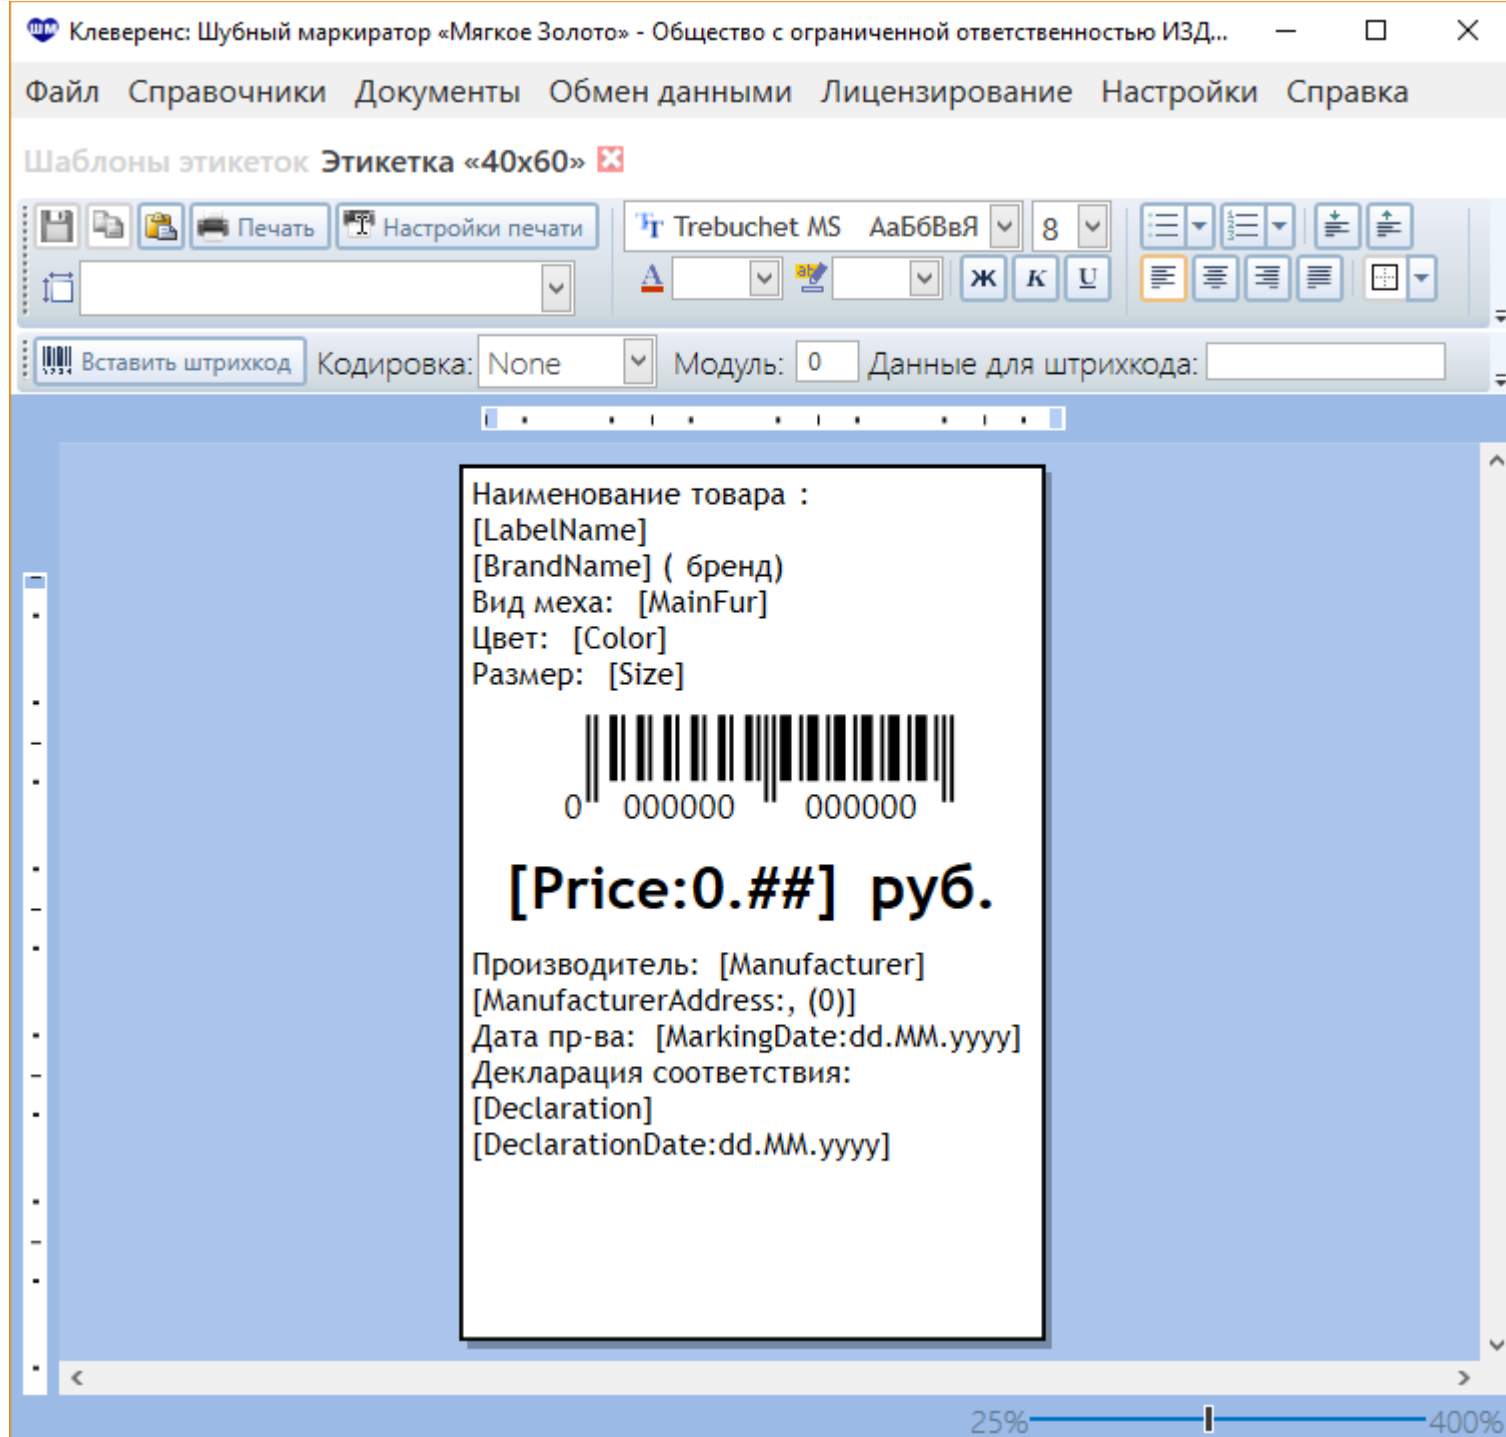 Клеверенс: Шубный маркиратор «Мягкое Золото» - Общество с ограниченной ответственностью ИЗД...
Файл Справочники Документы Обмен данными Лицензирование Настройки Справка
Шаблоны этикеток Этикетка «40х60»
Печать Настройки печати Trebuchet MS АаБбВвЯ 8
Ж К Ч
Вставить штрихкод Кодировка: None Модуль: 0 Данные для штрихкода:
Наименование товара :
[LabelName]
[BrandName] ( бренд)
Вид меха: [MainFur]
Цвет: [Color]
Размер: [Size]
0 000000 000000
[Price:0.##] руб.
Производитель: [Manufacturer]
[ManufacturerAddress:, (0)]
Дата пр-ва: [MarkingDate:dd.MM.yyyy]
Декларация соответствия:
[Declaration]
[DeclarationDate:dd.MM.yyyy]
25% 400%